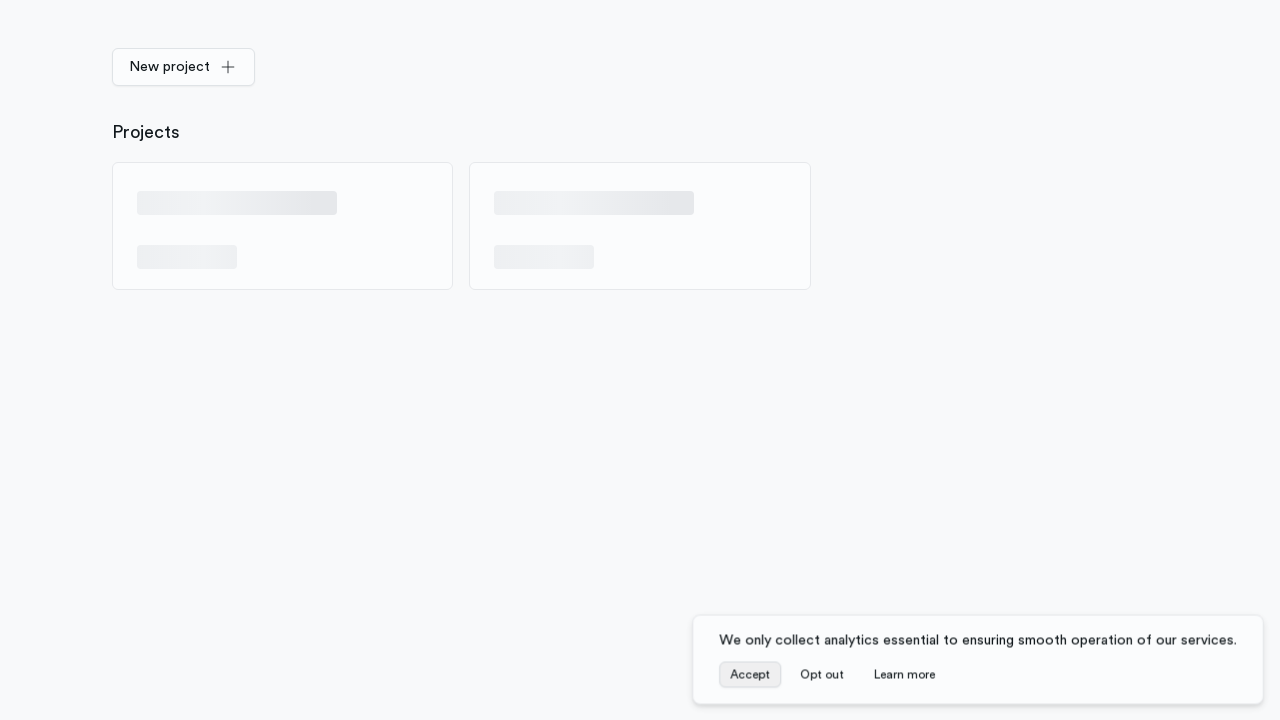 New project
Projects
We only collect analytics essential to ensuring smooth operation of our services.
Accept Opt out Learn more